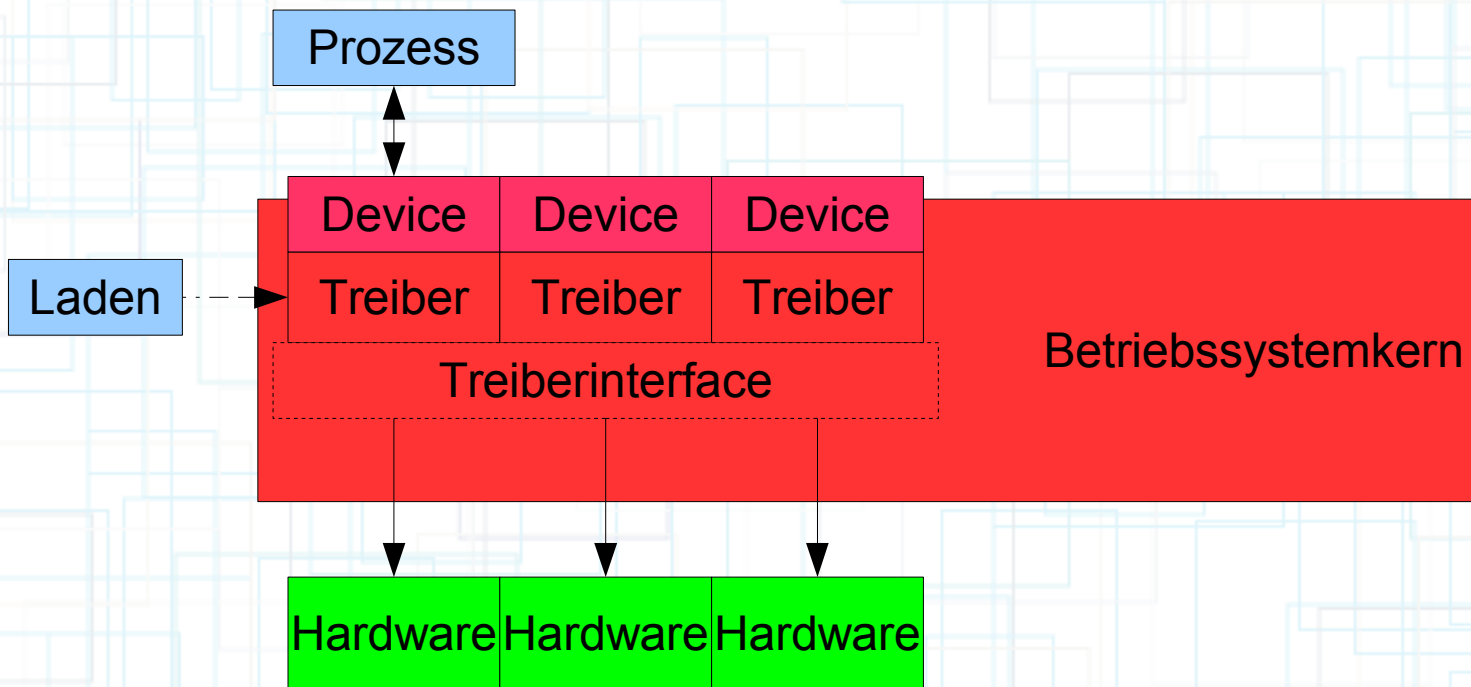 Prozess
Device Device Device
Laden
Treiber Treiber Treiber
Betriebssystemkern
Treiberinterface
Hardware Hardware Hardware